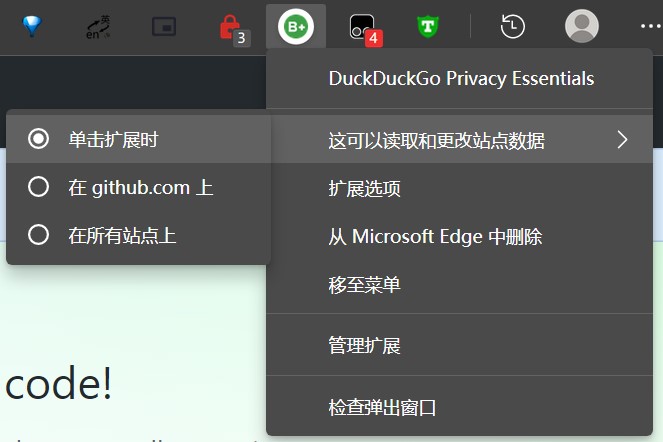 英
en
3
B+
4
T
DuckDuckGo Privacy Essentials
单击扩展时
这可以读取和更改站点数据
在 github.com 上
扩展选项
在所有站点上
从 Microsoft Edge 中删除
移至菜单
管理扩展
code!
检查弹出窗口